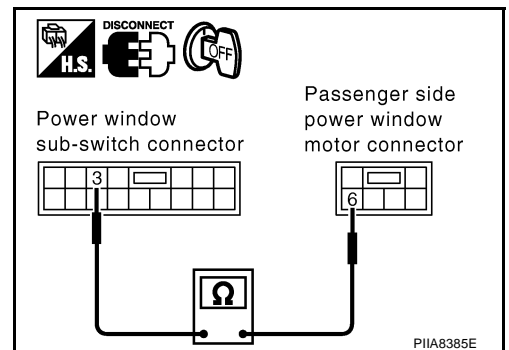 DISCONNECT
H.S.
OFF
Power window
sub-switch connector
Passenger side
power window
motor connector
3
6
Ω
PIIA8385E